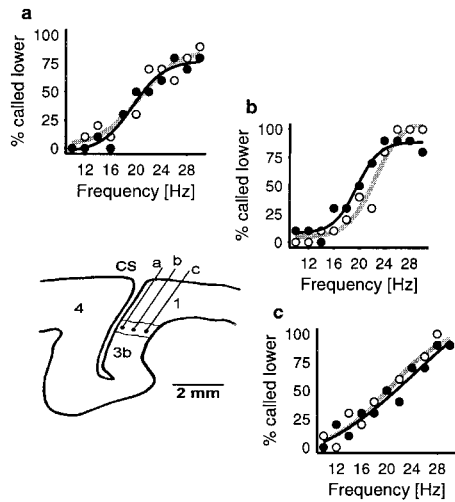 a
% called lower
100
75
50
25
0
12 16 20 24 28
Frequency [Hz]
b
% called lower
100
75
50
25
0
12 16 20 24 28
Frequency [Hz]
CS
a
b
c
4
1
3b
2 mm
c
% called lower
100
75
50
25
0
12 16 20 24 28
Frequency [Hz]